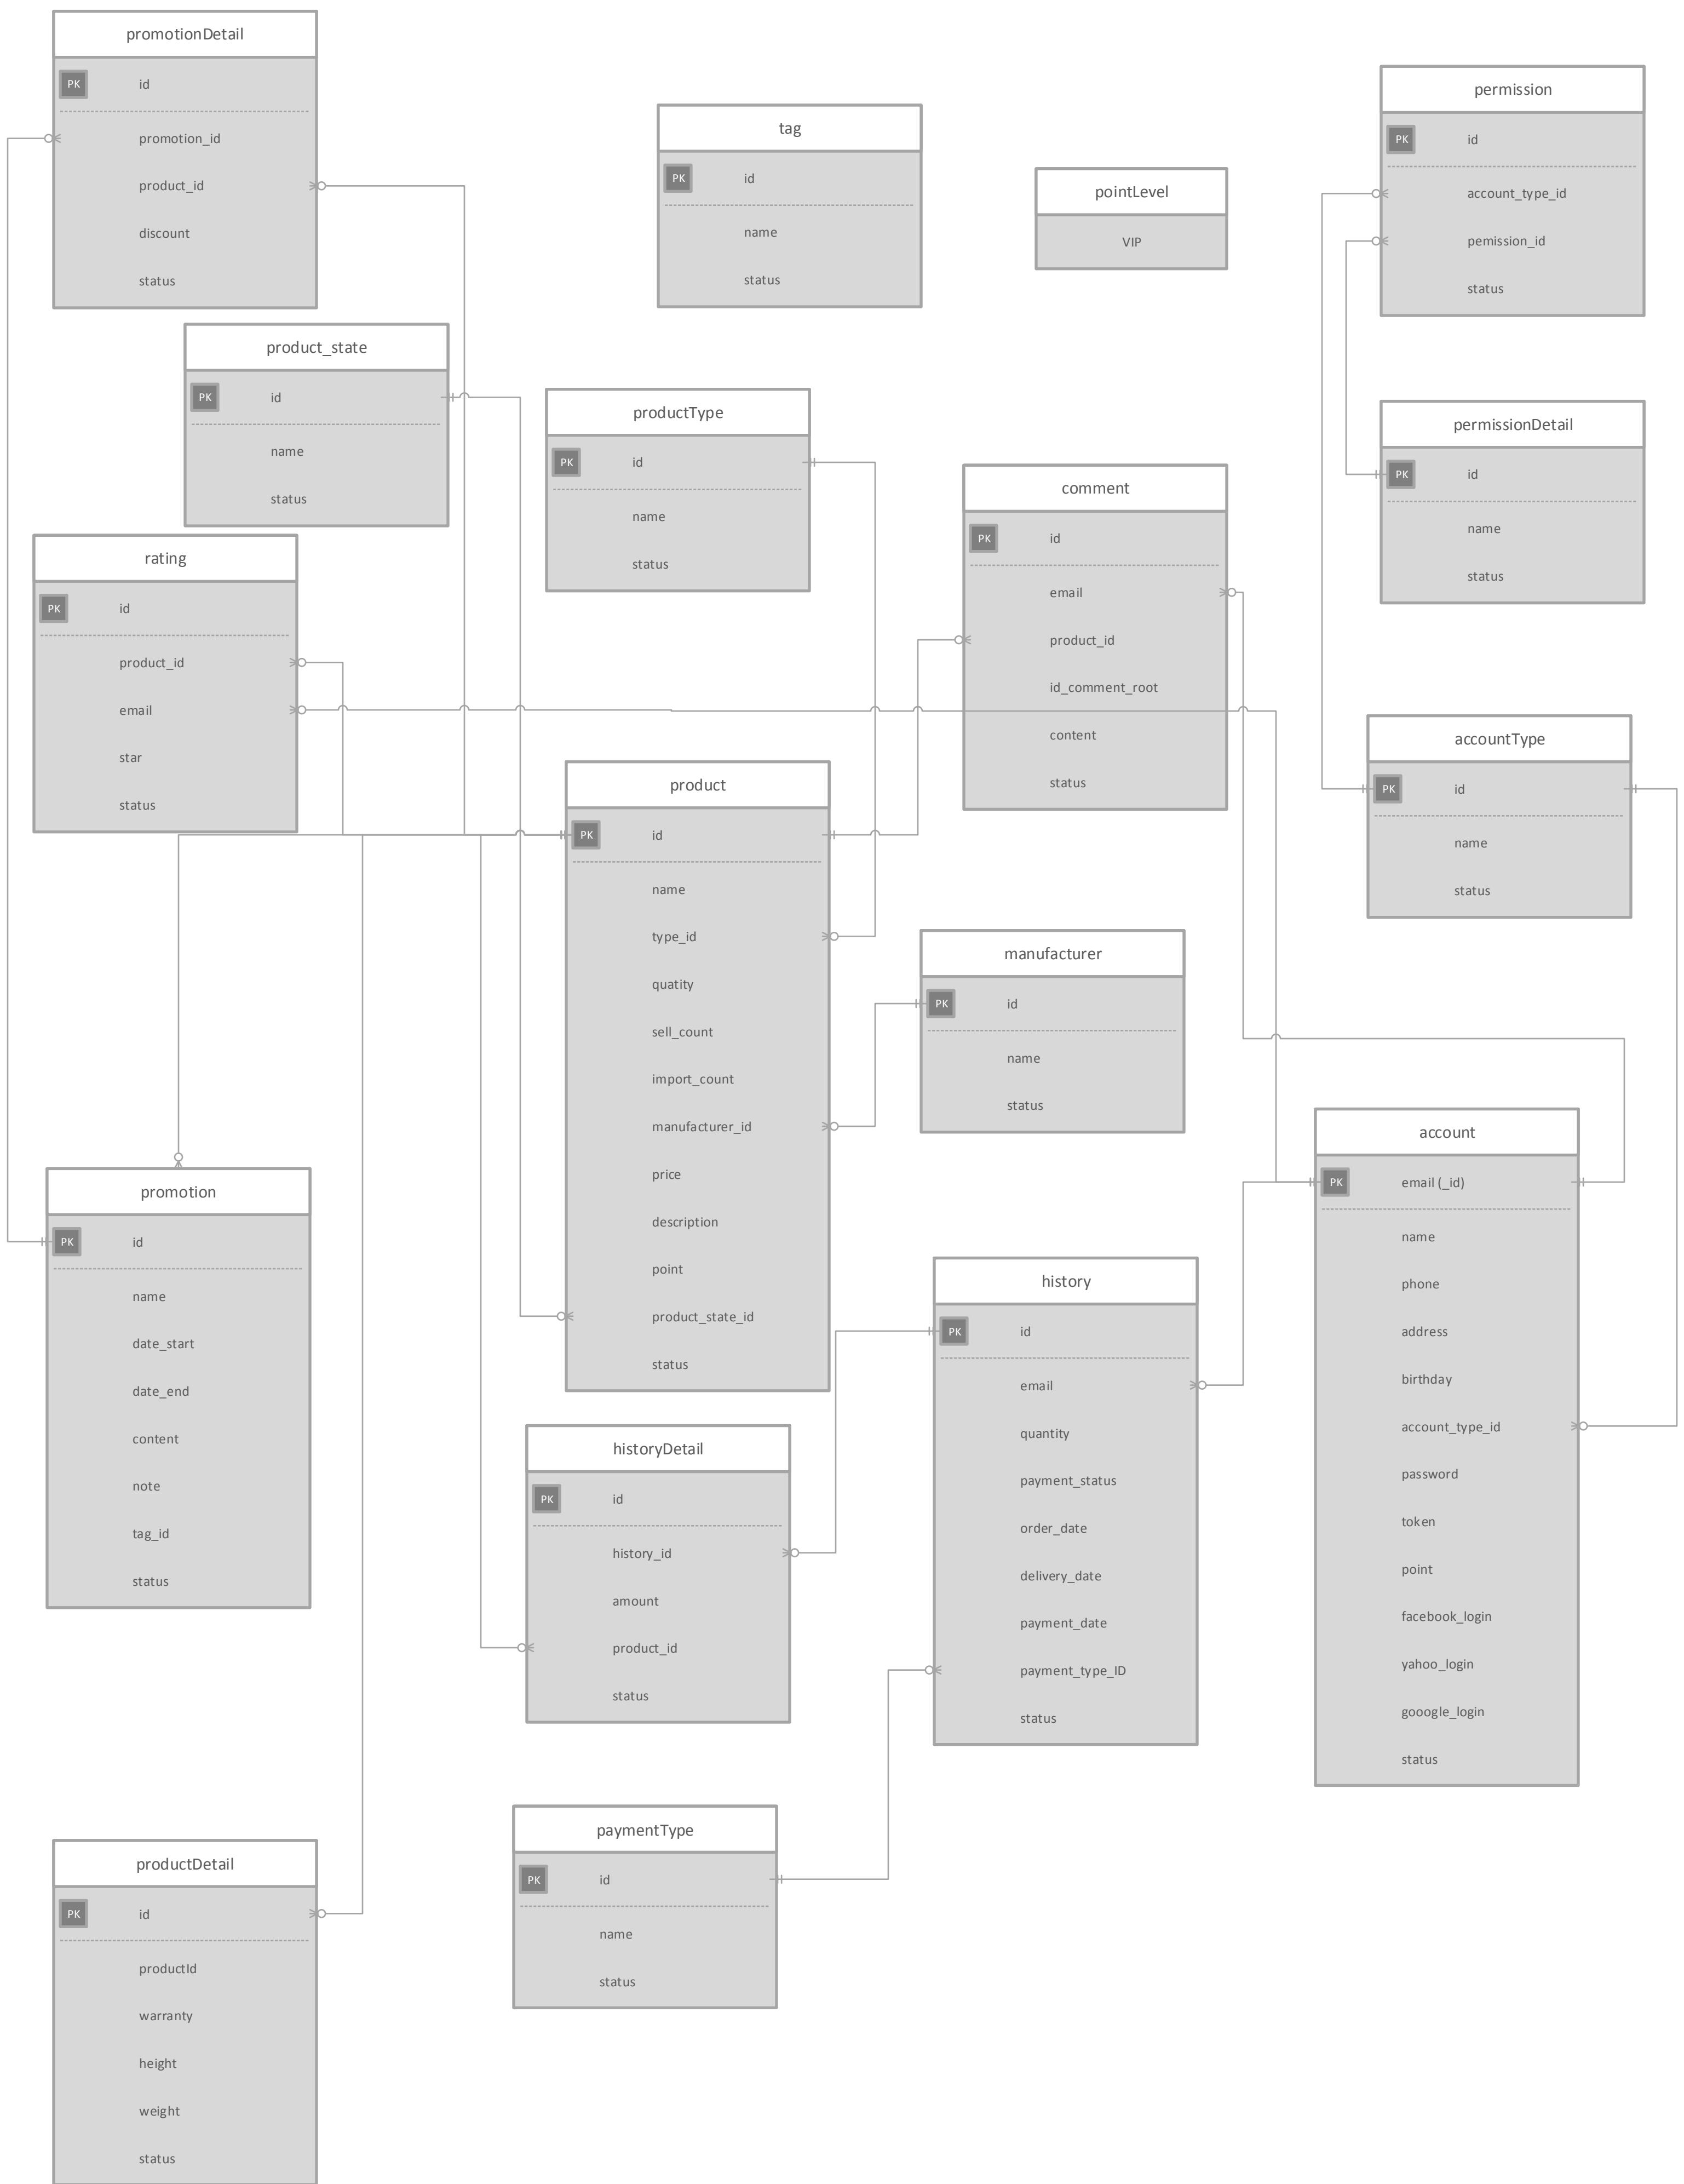 promotionDetail
PK id
promotion_id
product_id
discount
status
tag
PK id
name
status
pointLevel
VIP
permission
PK id
account_type_id
pemission_id
status
product_state
PK id
name
status
productType
PK id
name
status
permissionDetail
PK id
name
status
comment
PK id
email
product_id
id_comment_root
content
status
rating
PK id
product_id
email
star
status
accountType
PK id
name
status
product
PK id
name
type_id
quatity
sell_count
import_count
manufacturer_id
price
description
point
product_state_id
status
manufacturer
PK id
name
status
account
PK email (_id)
name
phone
address
birthday
account_type_id
password
token
point
facebook_login
yahoo_login
gooogle_login
status
promotion
PK id
name
date_start
date_end
content
note
tag_id
status
history
PK id
email
quantity
payment_status
order_date
delivery_date
payment_date
payment_type_ID
status
historyDetail
PK id
history_id
amount
product_id
status
paymentType
PK id
name
status
productDetail
PK id
productId
warranty
height
weight
status